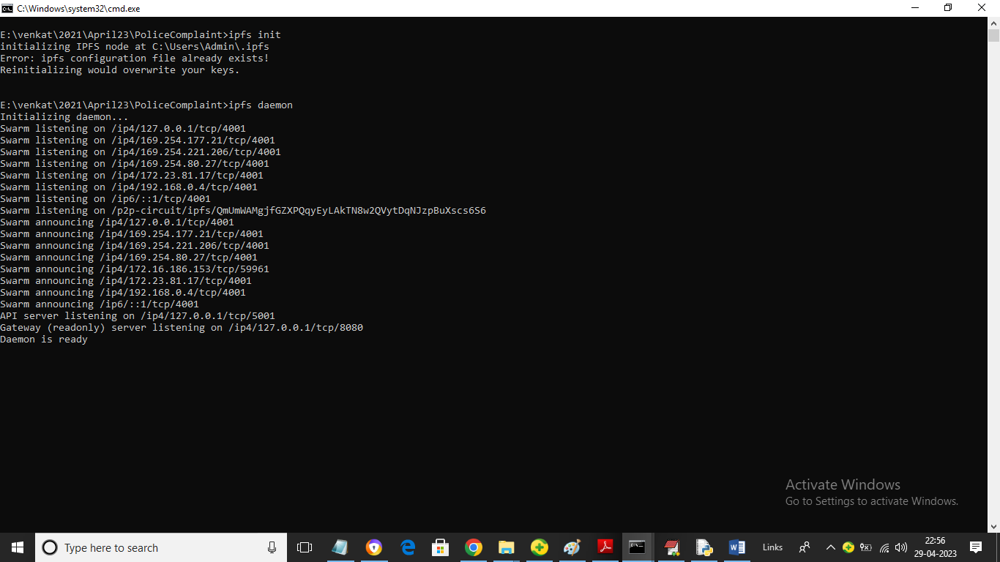 C:\Windows\system32\cmd.exe
E:\venkat\2021\April23\PoliceComplaint>ipfs init
initializing IPFS node at C:\Users\Admin\.ipfs
Error: ipfs configuration file already exists!
Reinitializing would overwrite your keys.
E:\venkat\2021\April23\PoliceComplaint>ipfs daemon
Initializing daemon...
Swarm listening on /ip4/127.0.0.1/tcp/4001
Swarm listening on /ip4/169.254.177.21/tcp/4001
Swarm listening on /ip4/169.254.221.206/tcp/4001
Swarm listening on /ip4/169.254.80.27/tcp/4001
Swarm listening on /ip4/172.23.81.17/tcp/4001
Swarm listening on /ip4/192.168.0.4/tcp/4001
Swarm listening on /ip6/::1/tcp/4001
Swarm listening on /p2p-circuit/ipfs/QmUmWAMgjfGZXPQqyEyLAkTN8w2QVytDqNJzpBuXscs6S6
Swarm announcing /ip4/127.0.0.1/tcp/4001
Swarm announcing /ip4/169.254.177.21/tcp/4001
Swarm announcing /ip4/169.254.221.206/tcp/4001
Swarm announcing /ip4/169.254.80.27/tcp/4001
Swarm announcing /ip4/172.16.186.153/tcp/59961
Swarm announcing /ip4/172.23.81.17/tcp/4001
Swarm announcing /ip4/192.168.0.4/tcp/4001
Swarm announcing /ip6/::1/tcp/4001
API server listening on /ip4/127.0.0.1/tcp/5001
Gateway (readonly) server listening on /ip4/127.0.0.1/tcp/8080
Daemon is ready
Activate Windows
Go to Settings to activate Windows.
Type here to search
Links
22:56
29-04-2023